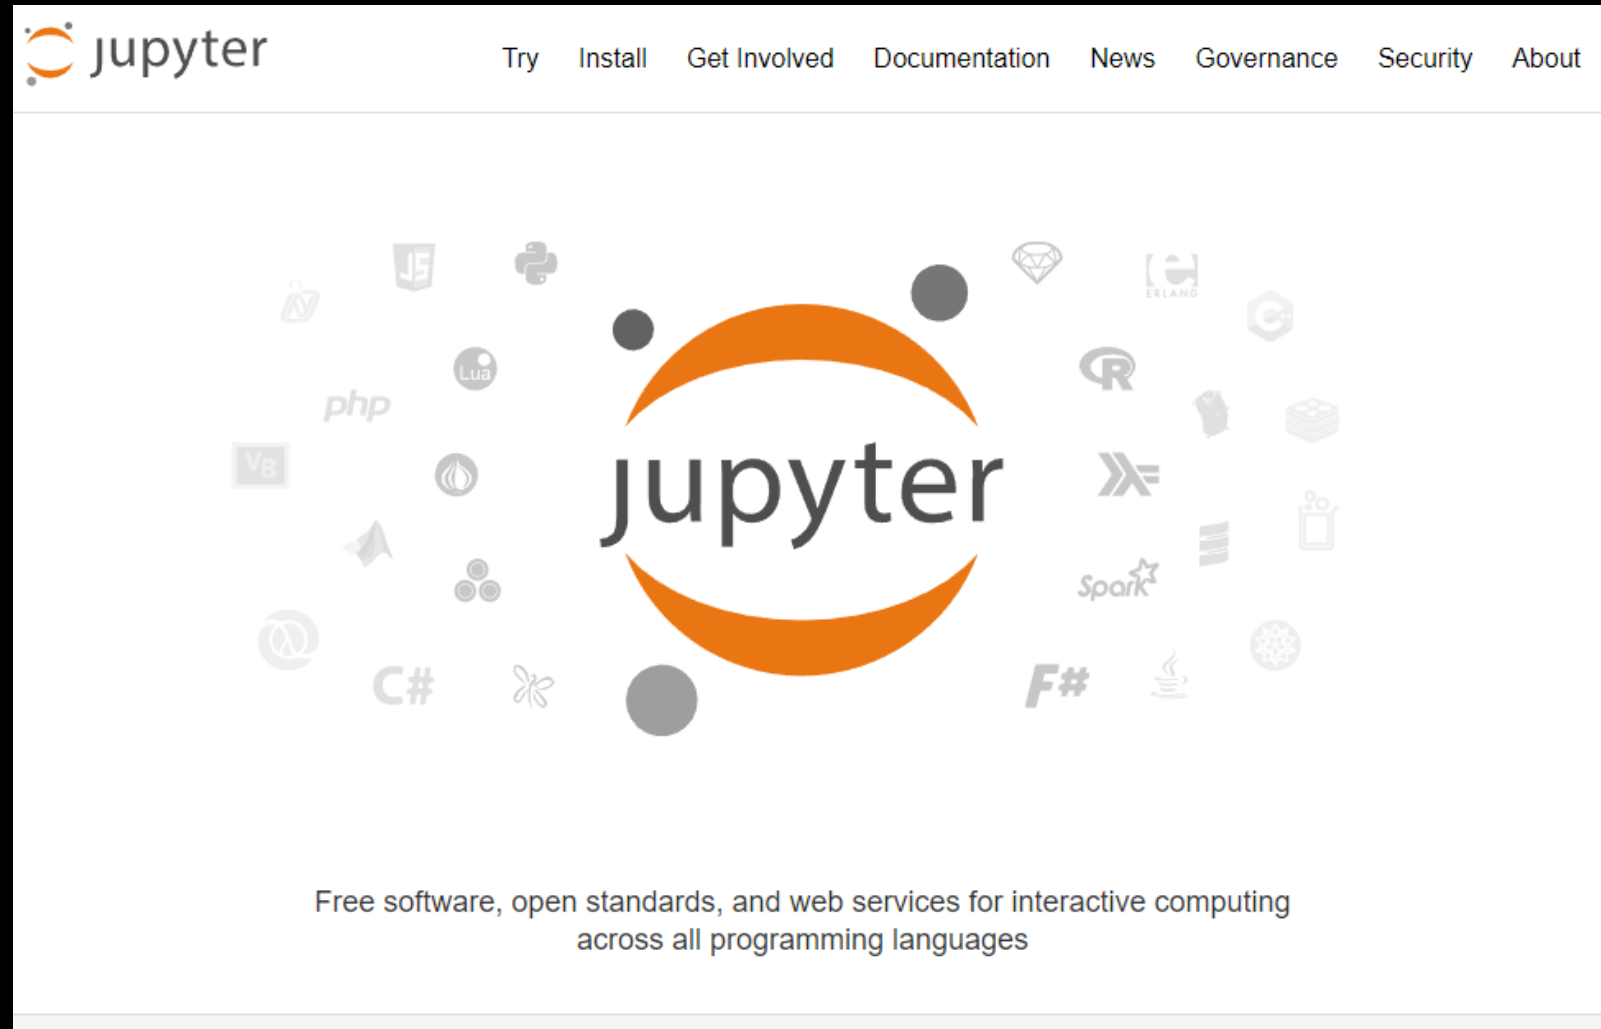 jupyter
Try Install Get Involved Documentation News Governance Security About
JS
ERLANG
C
Lua
R
php
VB
jupyter
Spark
λ
C#
F#
Free software, open standards, and web services for interactive computing
across all programming languages